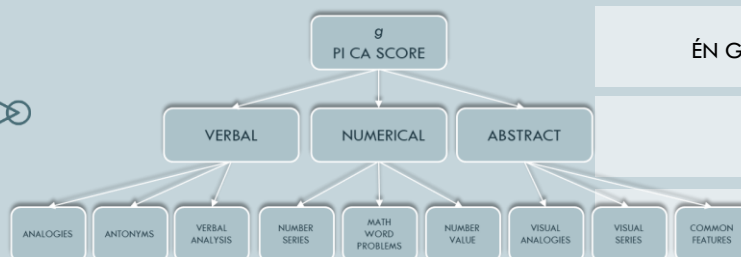 g
PI CA SCORE
ÉN G
VERBAL
NUMERICAL
ABSTRACT
ANALOGIES
ANTONYMS
VERBAL
ANALYSIS
NUMBER
SERIES
MATH
WORD
PROBLEMS
NUMBER
VALUE
VISUAL
ANALOGIES
VISUAL
SERIES
COMMON
FEATURES